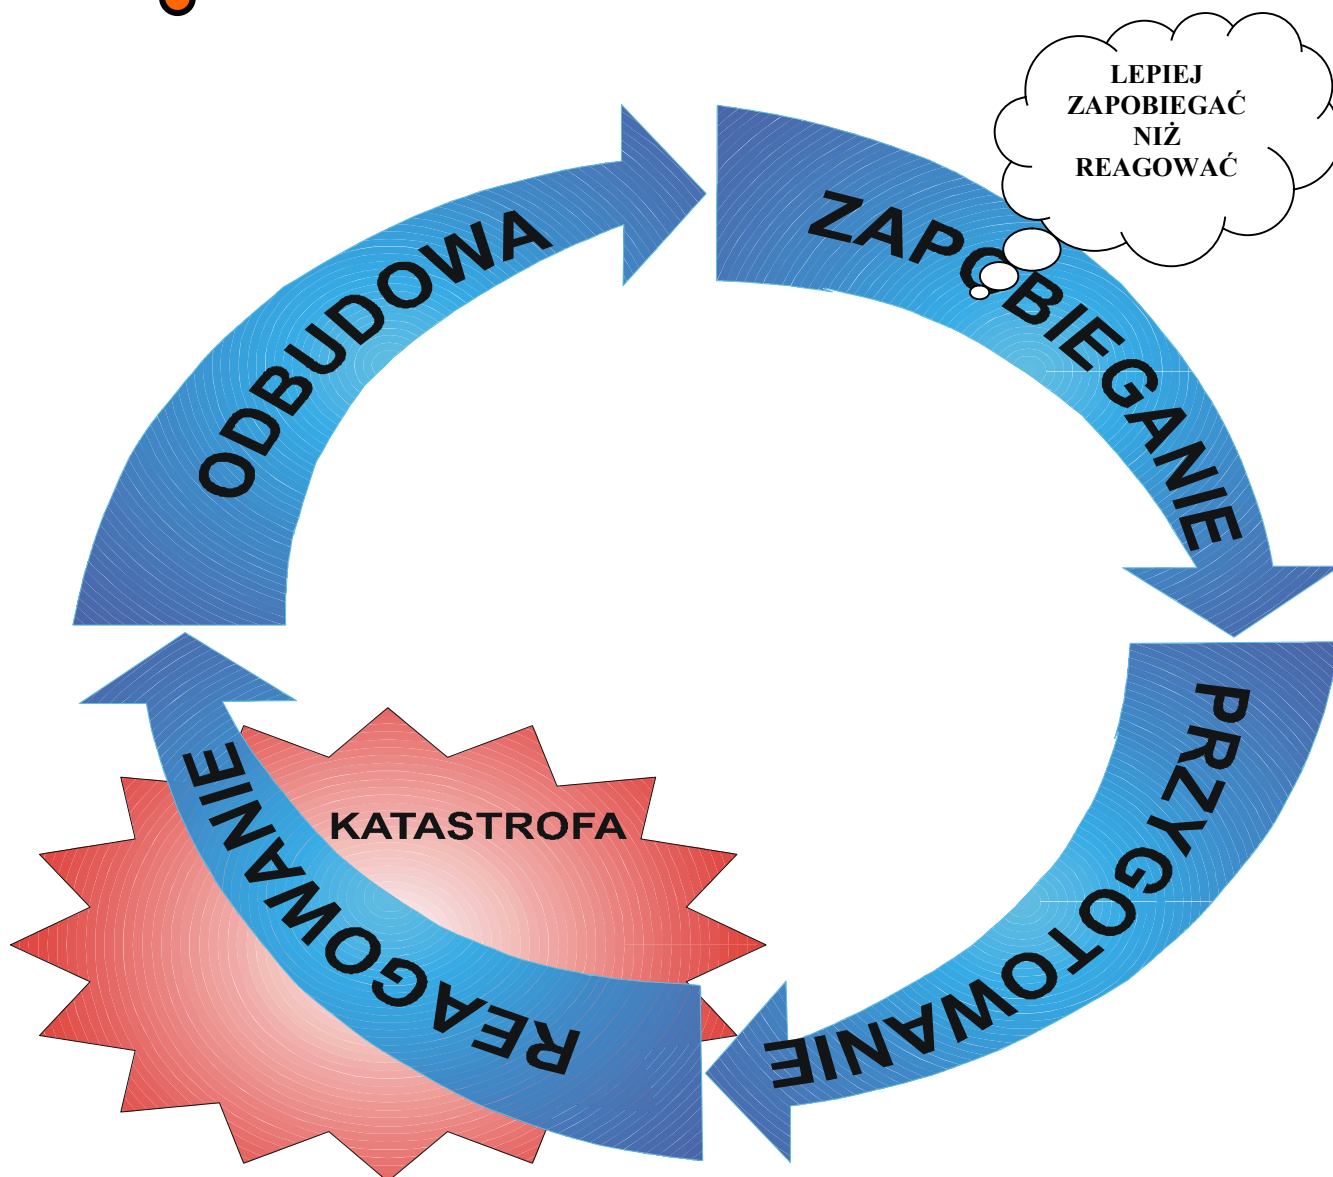 LEPIEJ
ZAPOBIEGAĆ
NIŻ
REAGOWAĆ
ZAPOBIEGANIE
PRZYGOTOWANIE
REAGOWANIE
KATASTROFA
ODBUDOWA